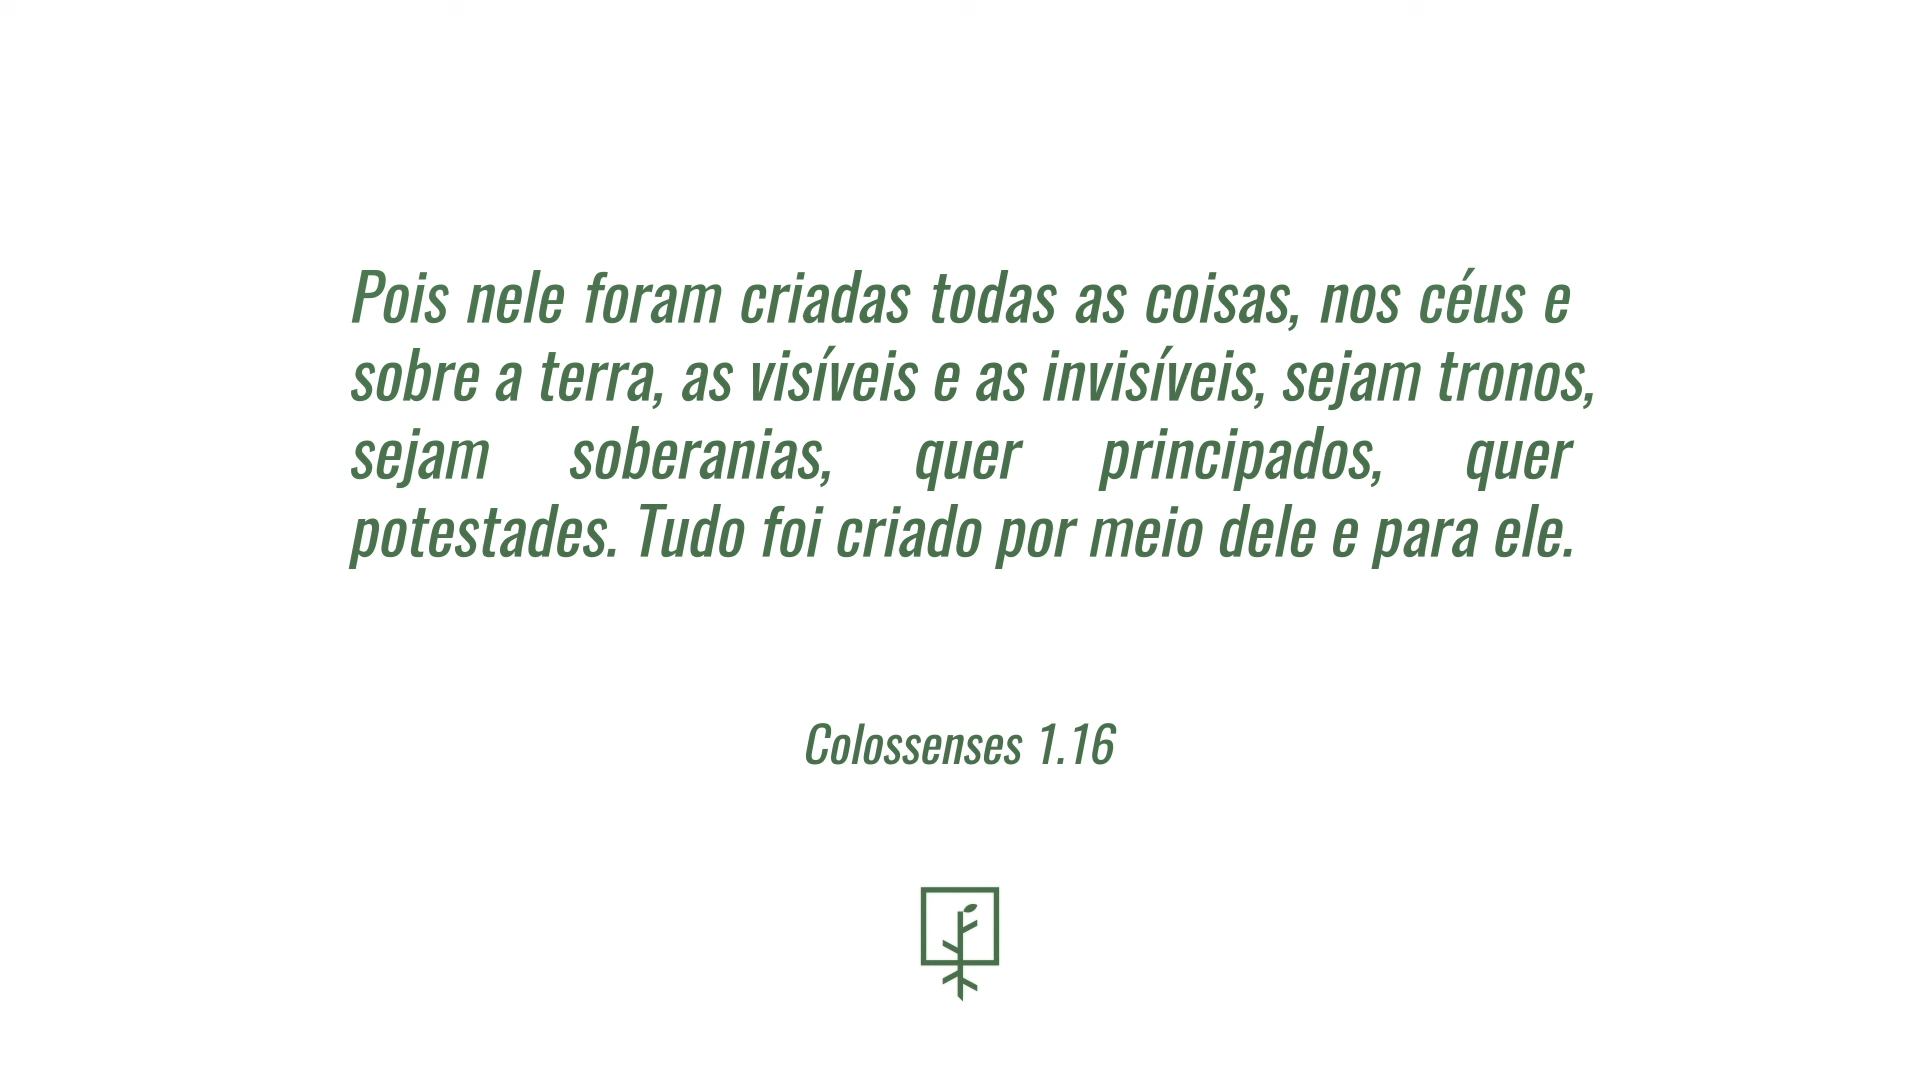 Pois nele foram criadas todas as coisas, nos céus e
sobre a terra, as visíveis e as invisíveis, sejam tronos,
sejam soberanias, quer principados, quer
potestades. Tudo foi criado por meio dele e para ele.
Colossenses 1.16